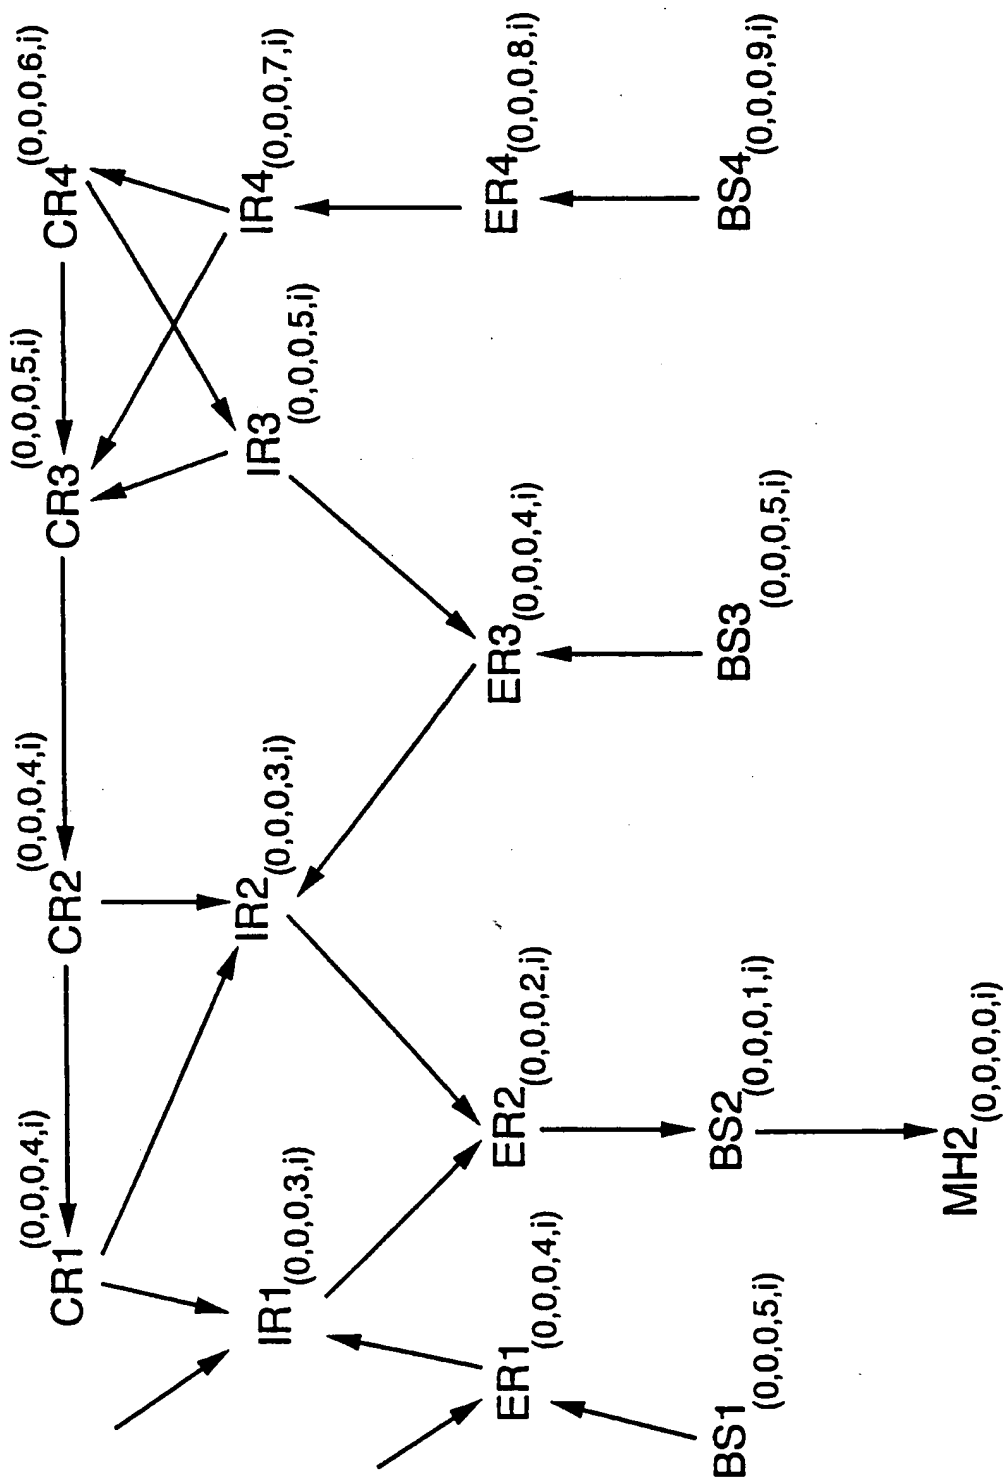 CR1 (0,0,0,4,i)
CR2 (0,0,0,4,i)
CR3 (0,0,0,5,i)
CR4 (0,0,0,6,i)
IR1 (0,0,0,3,i)
IR2 (0,0,0,3,i)
IR3 (0,0,0,5,i)
IR4 (0,0,0,7,i)
ER1 (0,0,0,4,i)
ER2 (0,0,0,2,i)
ER3 (0,0,0,4,i)
ER4 (0,0,0,8,i)
BS1 (0,0,0,5,i)
BS2 (0,0,0,1,i)
BS3 (0,0,0,5,i)
BS4 (0,0,0,9,i)
MH2 (0,0,0,0,i)